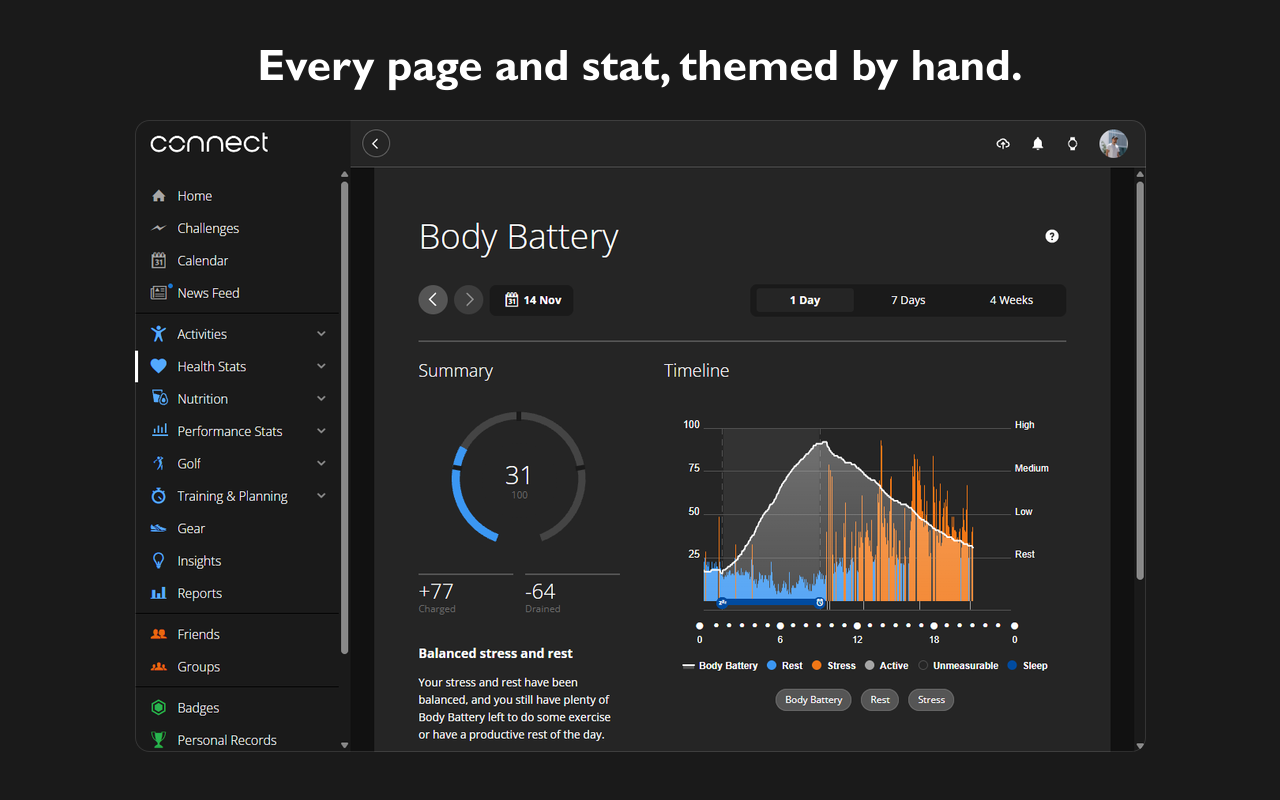 Every page and stat, themed by hand.
connect
Home
Challenges
31
Calendar
News Feed
Activities
Health Stats
Nutrition
Performance Stats
Golf
Training & Planning
Gear
Insights
Reports
Friends
Groups
Badges
Personal Records
Body Battery
?
31
14 Nov
1 Day
7 Days
4 Weeks
Summary
31
100
+77
Charged
-64
Drained
Balanced stress and rest
Your stress and rest have been
balanced, and you still have plenty of
Body Battery left to do some exercise
or have a productive rest of the day.
Timeline
100
High
75
Medium
50
Low
25
Rest
0
6
12
18
0
Body Battery
Rest
Stress
Active
Unmeasurable
Sleep
Body Battery
Rest
Stress